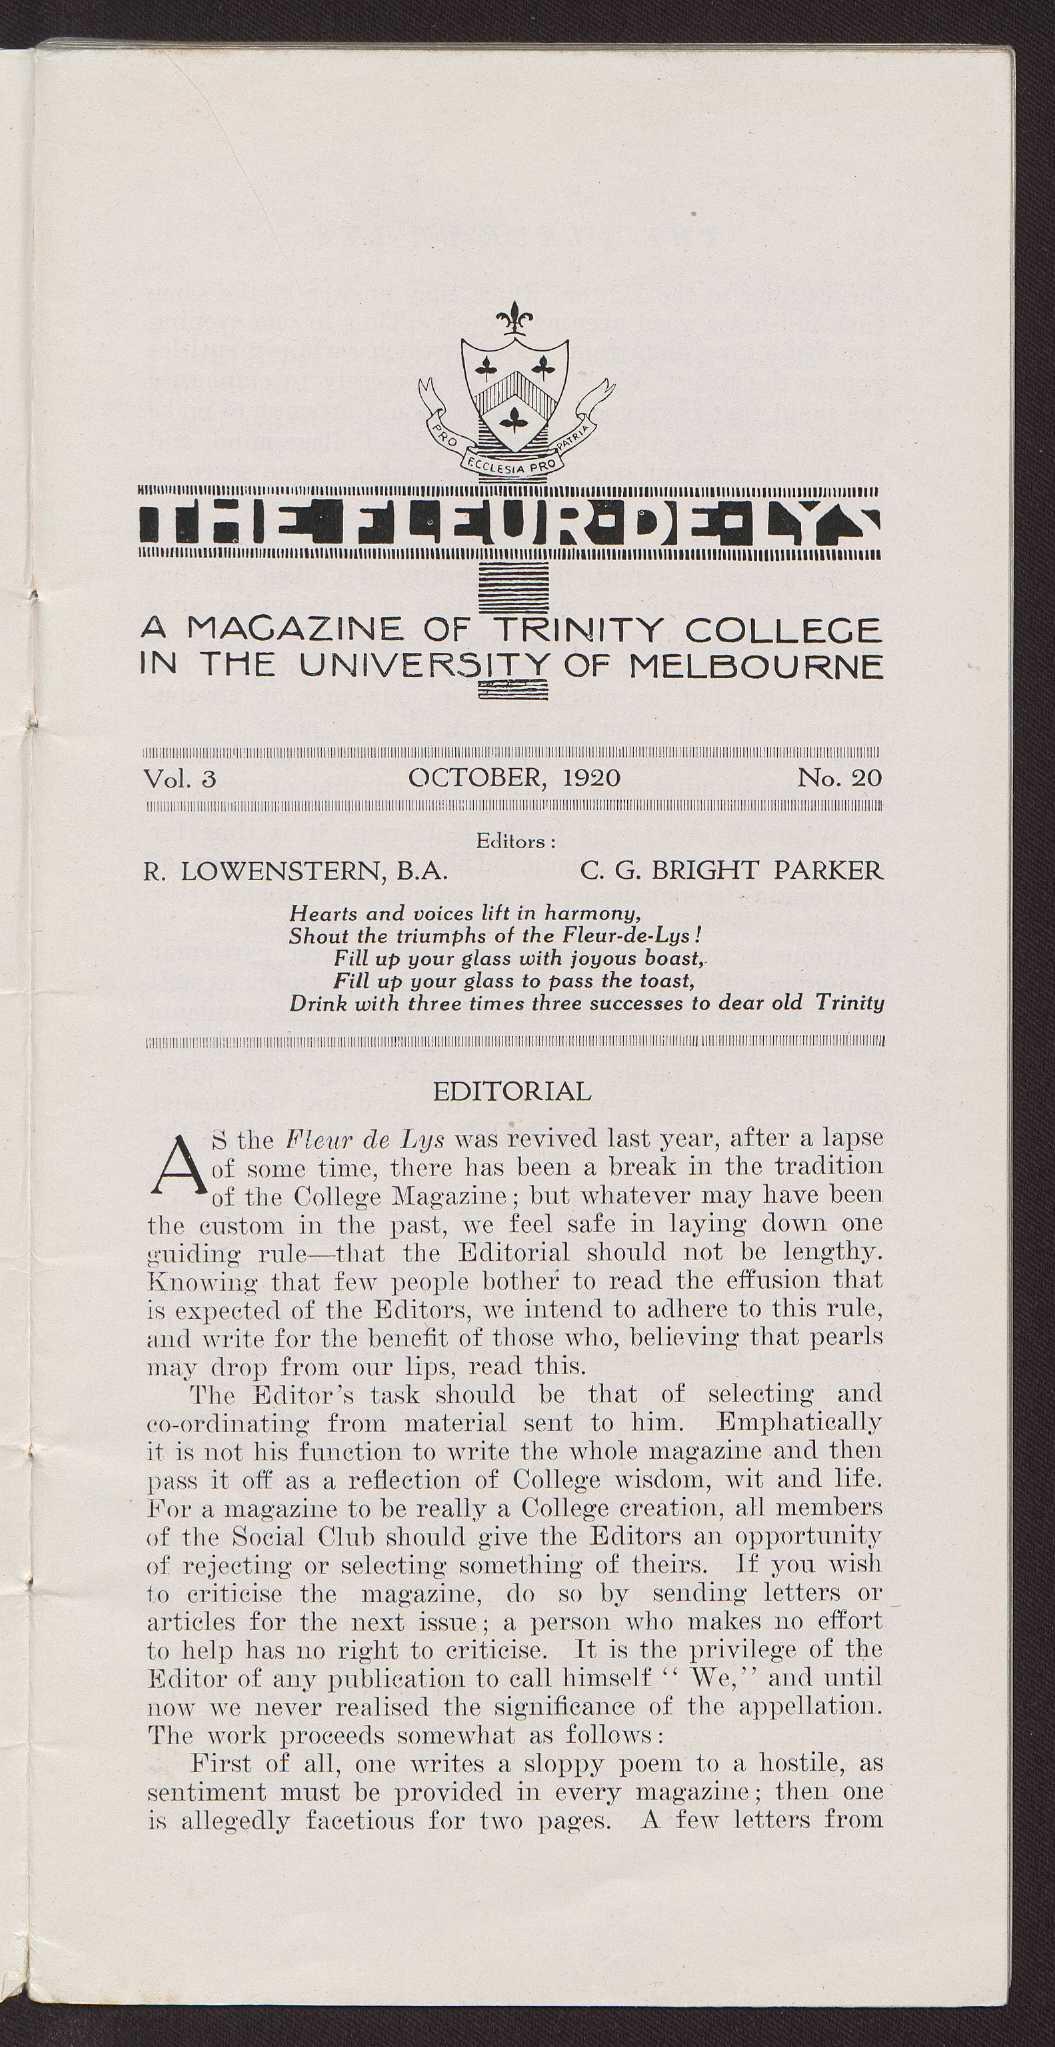 PRO ECCLESIA PRO PATRIA
THE FLEUR-DE-LYS
A MAGAZINE OF TRINITY COLLEGE
IN THE UNIVERSITY OF MELBOURNE
Vol. 3 OCTOBER, 1920 No. 20
Editors :
R. LOWENSTERN, B.A. C. G. BRIGHT PARKER
Hearts and voices lift in harmony,
Shout the triumphs of the Fleur-de-Lys !
Fill up your glass with joyous boast,
Fill up your glass to pass the toast,
Drink with three times three successes to dear old Trinity
EDITORIAL
AS the Fleur de Lys was revived last year, after a lapse
of some time, there has been a break in the tradition
of the College Magazine; but whatever may have been
the custom in the past, we feel safe in laying down one
guiding rule—that the Editorial should not be lengthy.
Knowing that few people bother to read the effusion that
is expected of the Editors, we intend to adhere to this rule,
and write for the benefit of those who, believing that pearls
may drop from our lips, read this.
The Editor's task should be that of selecting and
co-ordinating from material sent to him. Emphatically
it is not his function to write the whole magazine and then
pass it off as a reflection of College wisdom, wit and life.
For a magazine to be really a College creation, all members
of the Social Club should give the Editors an opportunity
of rejecting or selecting something of theirs. If you wish
to criticise the magazine, do so by sending letters or
articles for the next issue; a person who makes no effort
to help has no right to criticise. It is the privilege of the
Editor of any publication to call himself " We," and until
now we never realised the significance of the appellation.
The work proceeds somewhat as follows:
First of all, one writes a sloppy poem to a hostile, as
sentiment must be provided in every magazine; then one
is allegedly facetious for two pages. A few letters from